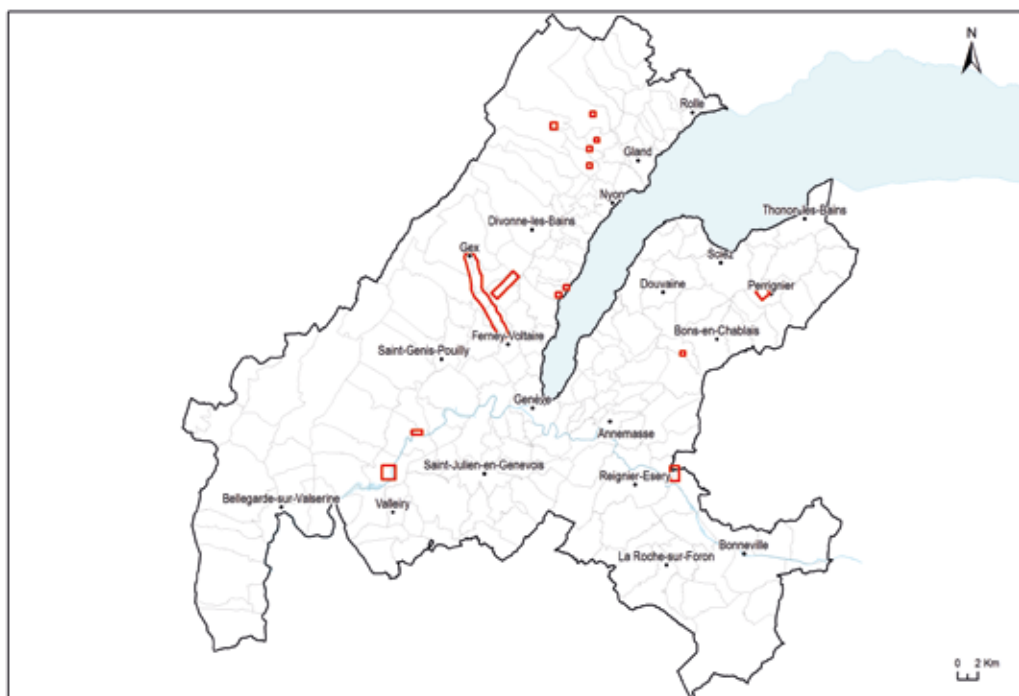 N
Rolle
Gland
Nyon
Thonon-les-Bains
Divonne-les-Bains
Gex
Sciez
Douvaine
Perrignier
Bons-en-Chablais
Ferney-Voltaire
Saint-Genis-Pouilly
Genève
Annemasse
Saint-Julien-en-Genevois
Reignier-Esery
Bellegarde-sur-Valserine
Valleiry
Bonneville
La Roche-sur-Foron
0 2 Km